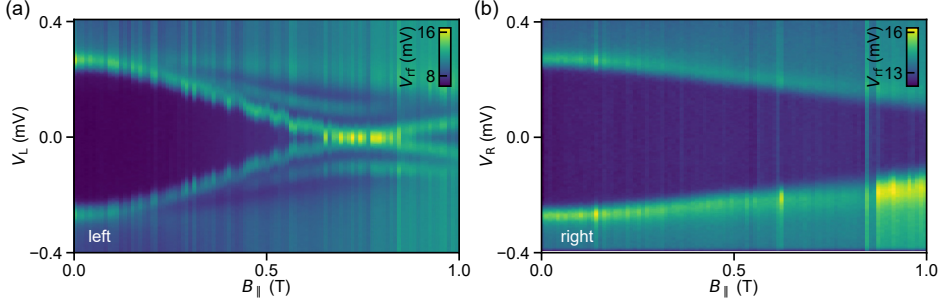 (a)
0.4
0.0
−0.4
V_L (mV)
16
8
V_rf (mV)
left
0.0
0.5
1.0
B_∥ (T)
(b)
0.4
0.0
−0.4
V_R (mV)
16
13
V_rf (mV)
right
0.0
0.5
1.0
B_∥ (T)